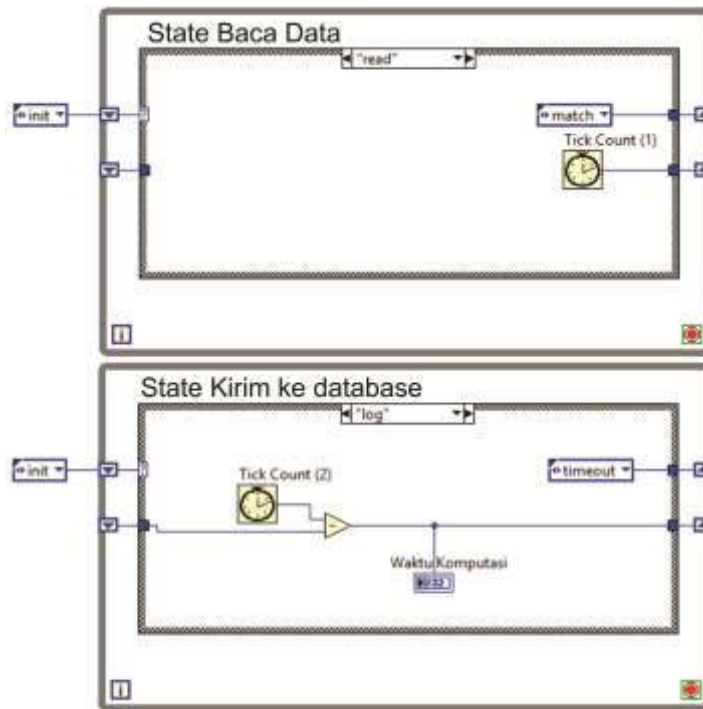 State Baca Data
"read"
init
match
Tick Count (1)
i
State Kirim ke database
"log"
init
timeout
Tick Count (2)
Waktu Komputasi
i